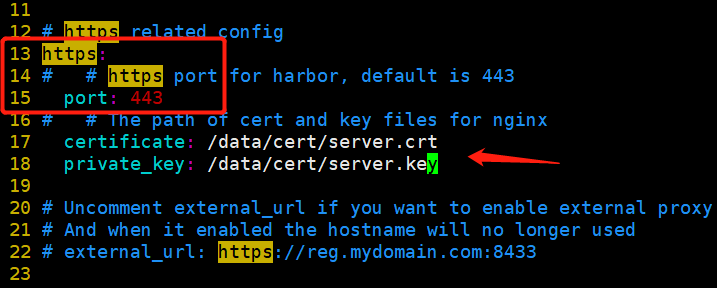 11
12 # https related config
13 https:
14 #   # https port for harbor, default is 443
15   port: 443
16 #   # The path of cert and key files for nginx
17   certificate: /data/cert/server.crt
18   private_key: /data/cert/server.key
19
20 # Uncomment external_url if you want to enable external proxy
21 # And when it enabled the hostname will no longer used
22 # external_url: https://reg.mydomain.com:8433
23